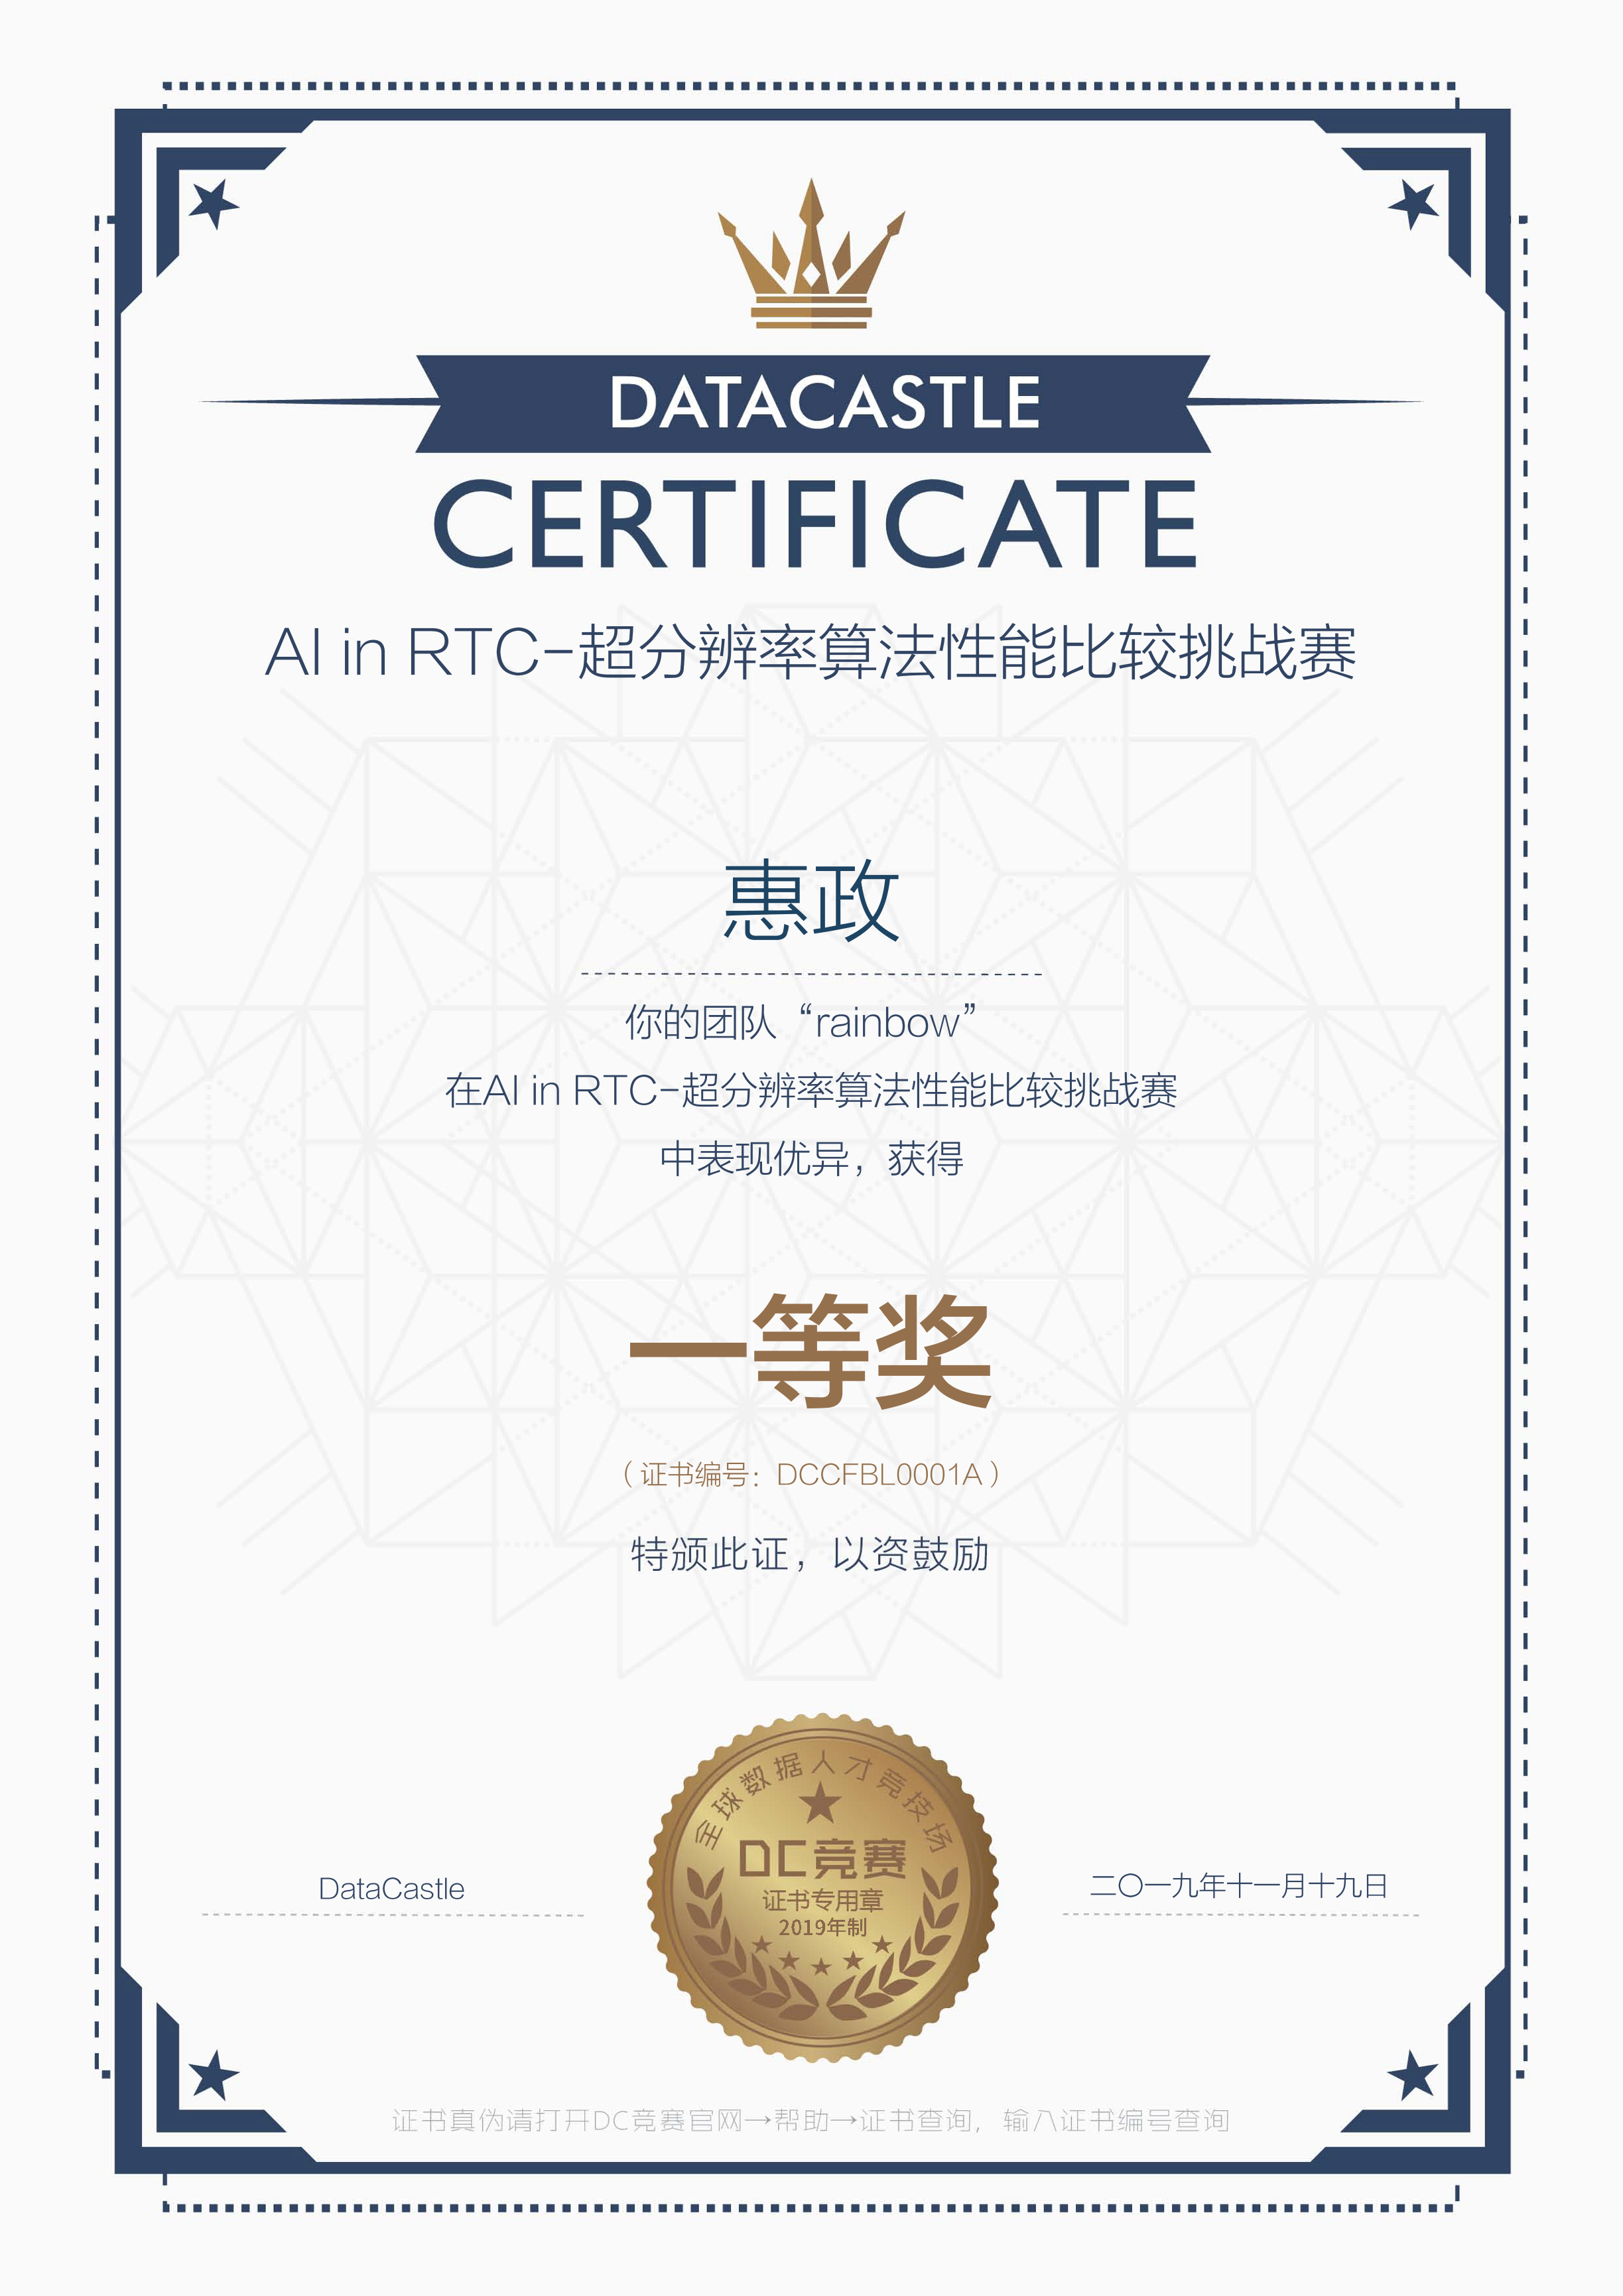 DATACASTLE
CERTIFICATE
AI in RTC-超分辨率算法性能比较挑战赛
惠政
你的团队“rainbow”
在AI in RTC-超分辨率算法性能比较挑战赛
中表现优异，获得
一等奖
（证书编号：DCCFBL0001A）
特颁此证，以资鼓励
全球数据人才竞技场
DC竞赛
证书专用章
2019年制
DataCastle
二〇一九年十一月十九日
证书真伪请打开DC竞赛官网→帮助→证书查询，输入证书编号查询